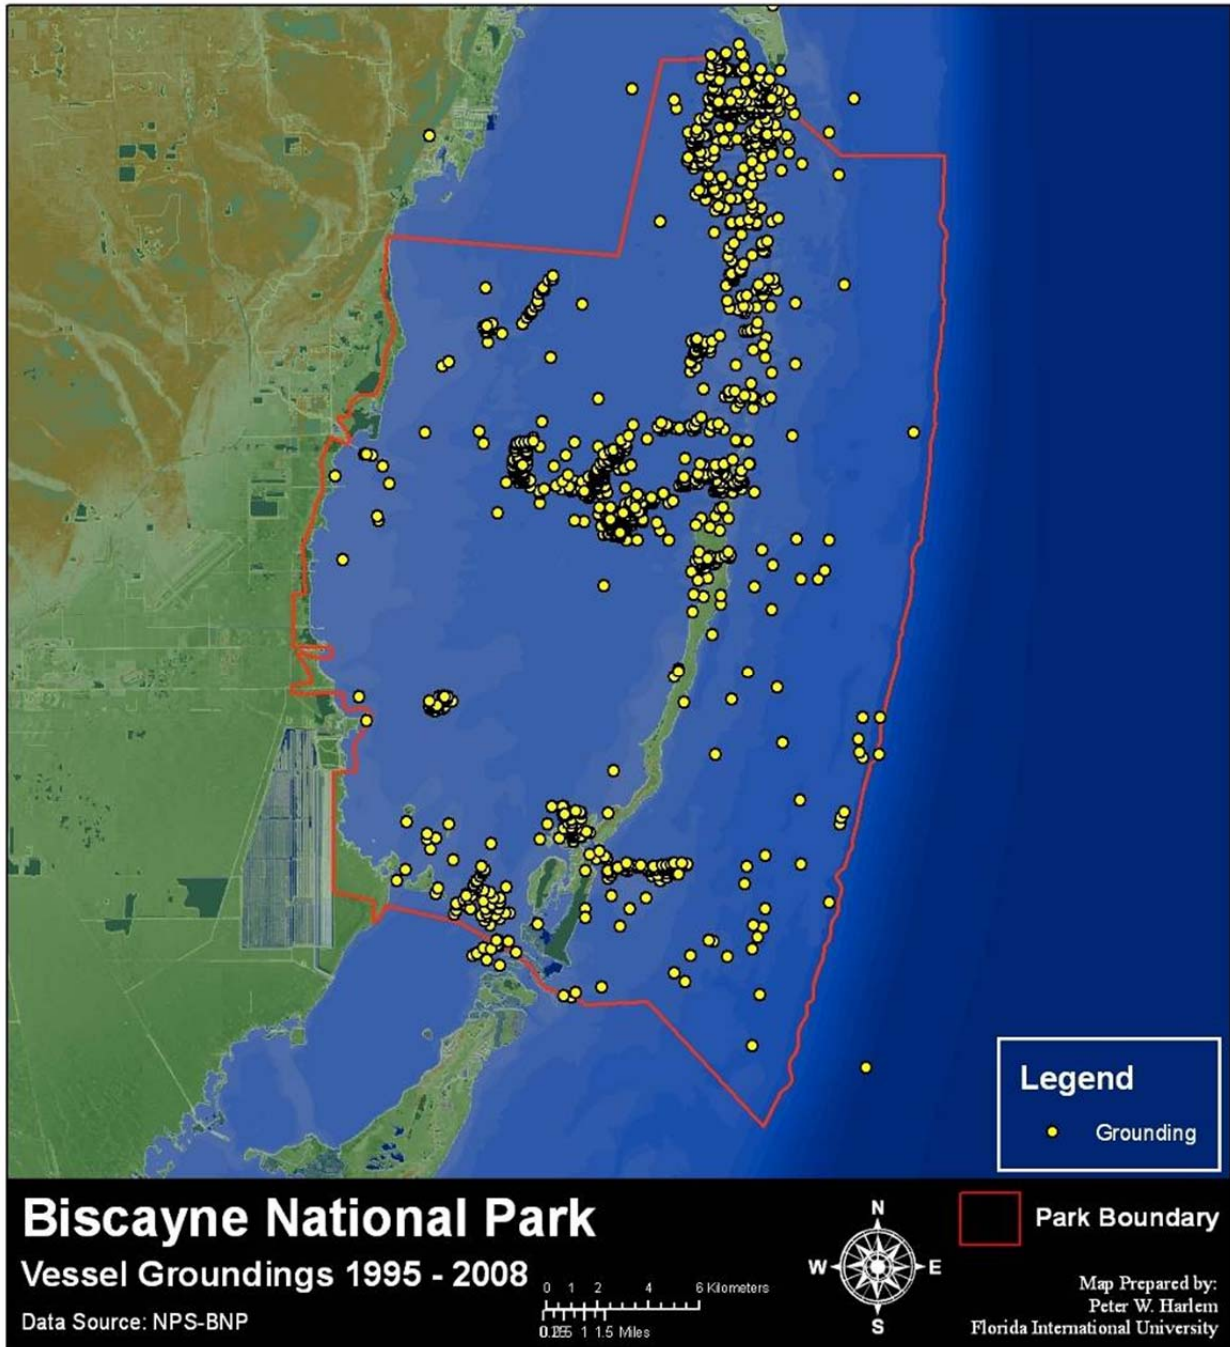 Legend
Grounding
Biscayne National Park
Vessel Groundings 1995 - 2008
Data Source: NPS-BNP
0 1 2 4 6 Kilometers
1 1.5 Miles
N
W E
S
Park Boundary
Map Prepared by:
Peter W. Harlem
Florida International University